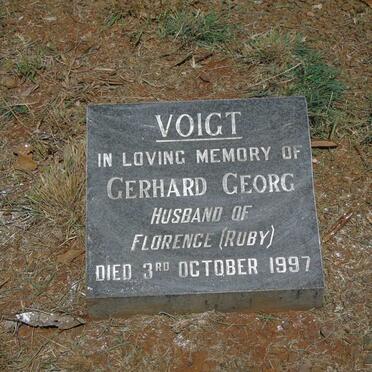 VOIGT
IN LOVING MEMORY OF
GERHARD GEORG
HUSBAND OF
FLORENCE (RUBY)
DIED 3RD OCTOBER 1997